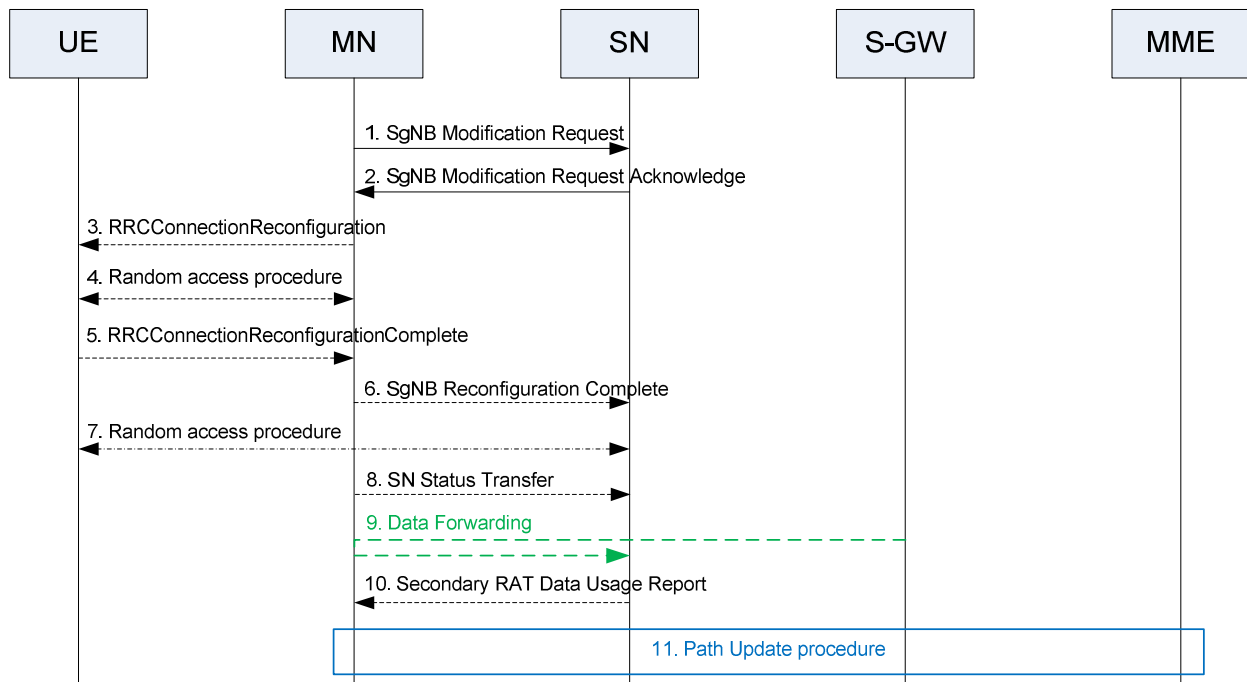 UE
MN
SN
S-GW
MME
1. SgNB Modification Request
2. SgNB Modification Request Acknowledge
3. RRCConnectionReconfiguration
4. Random access procedure
5. RRCConnectionReconfigurationComplete
6. SgNB Reconfiguration Complete
7. Random access procedure
8. SN Status Transfer
9. Data Forwarding
10. Secondary RAT Data Usage Report
11. Path Update procedure